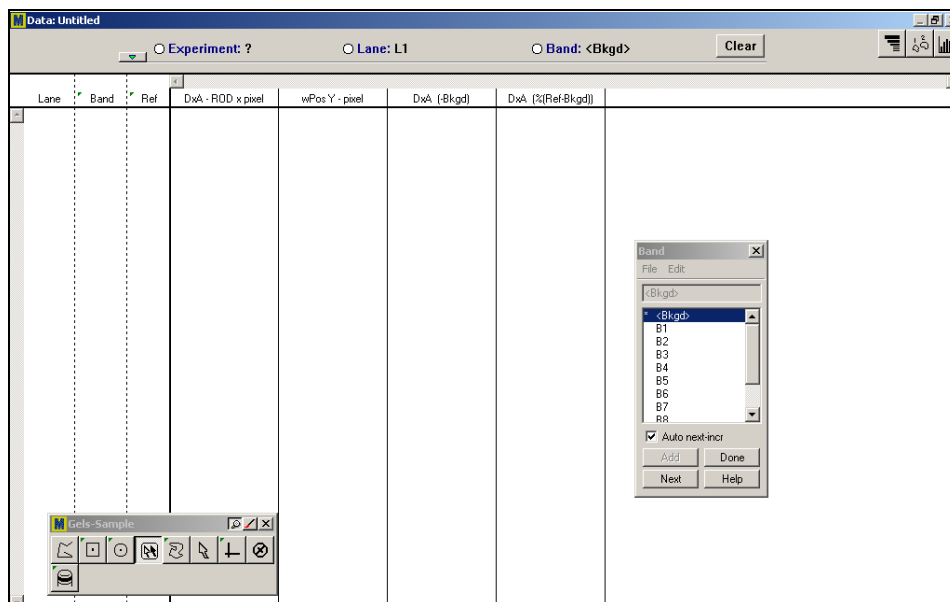 Data: Untitled
Experiment: ? Lane: L1 Band: <Bkgd> Clear
Lane Band Ref DxA - ROD x pixel wPos Y - pixel DxA (-Bkgd) DxA (%(Ref-Bkgd))
Band
File Edit
<Bkgd>
* <Bkgd>
B1
B2
B3
B4
B5
B6
B7
B8
Auto next-incr
Add Done
Next Help
M Gels-Sample